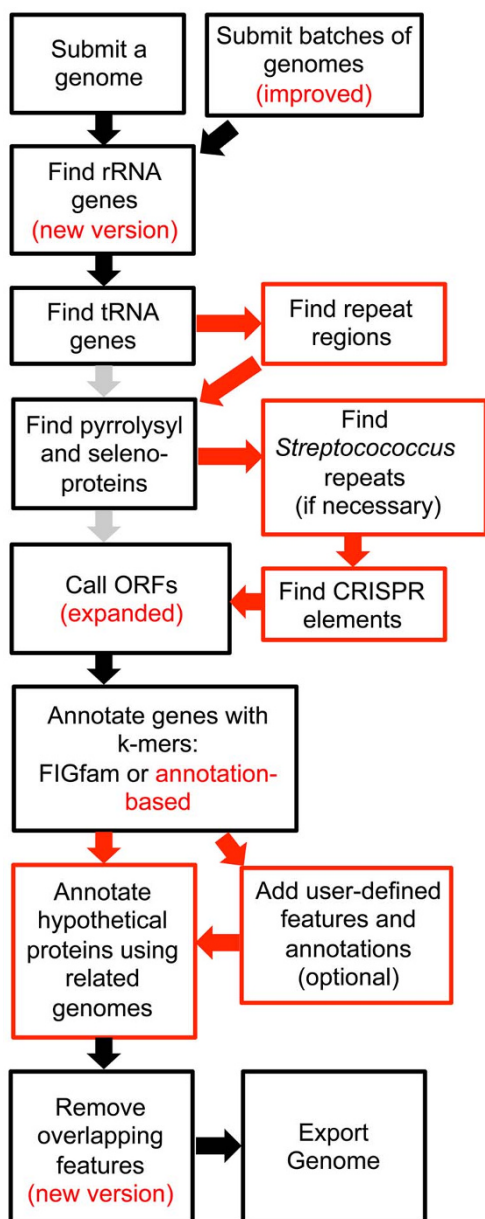 Submit a
genome
Submit batches of
genomes
(improved)
Find rRNA
genes
(new version)
Find tRNA
genes
Find repeat
regions
Find pyrrolysyl
and seleno-
proteins
Find
Streptocococcus
repeats
(if necessary)
Call ORFs
(expanded)
Find CRISPR
elements
Annotate genes with
k-mers:
FIGfam or annotation-
based
Annotate
hypothetical
proteins using
related
genomes
Add user-defined
features and
annotations
(optional)
Remove
overlapping
features
(new version)
Export
Genome